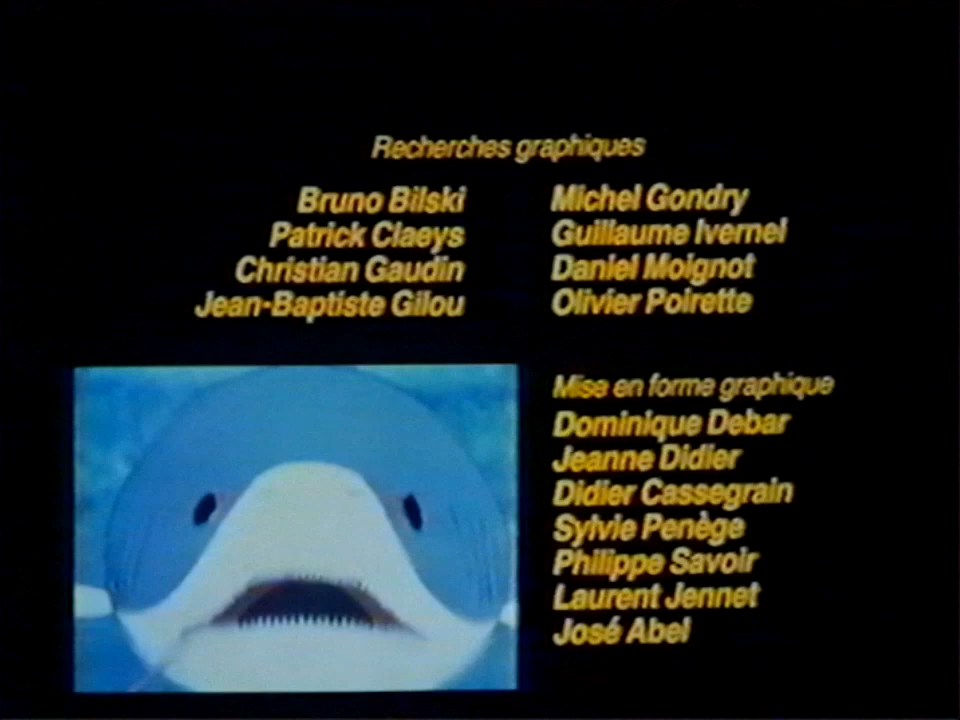 Recherches graphiques
Bruno Bilski
Patrick Claeys
Christian Gaudin
Jean-Baptiste Gilou
Michel Gondry
Guillaume Ivernel
Daniel Moignot
Olivier Poirette
Mise en forme graphique
Dominique Debar
Jeanne Didier
Didier Cassegrain
Sylvie Penège
Philippe Savoir
Laurent Jennet
José Abel